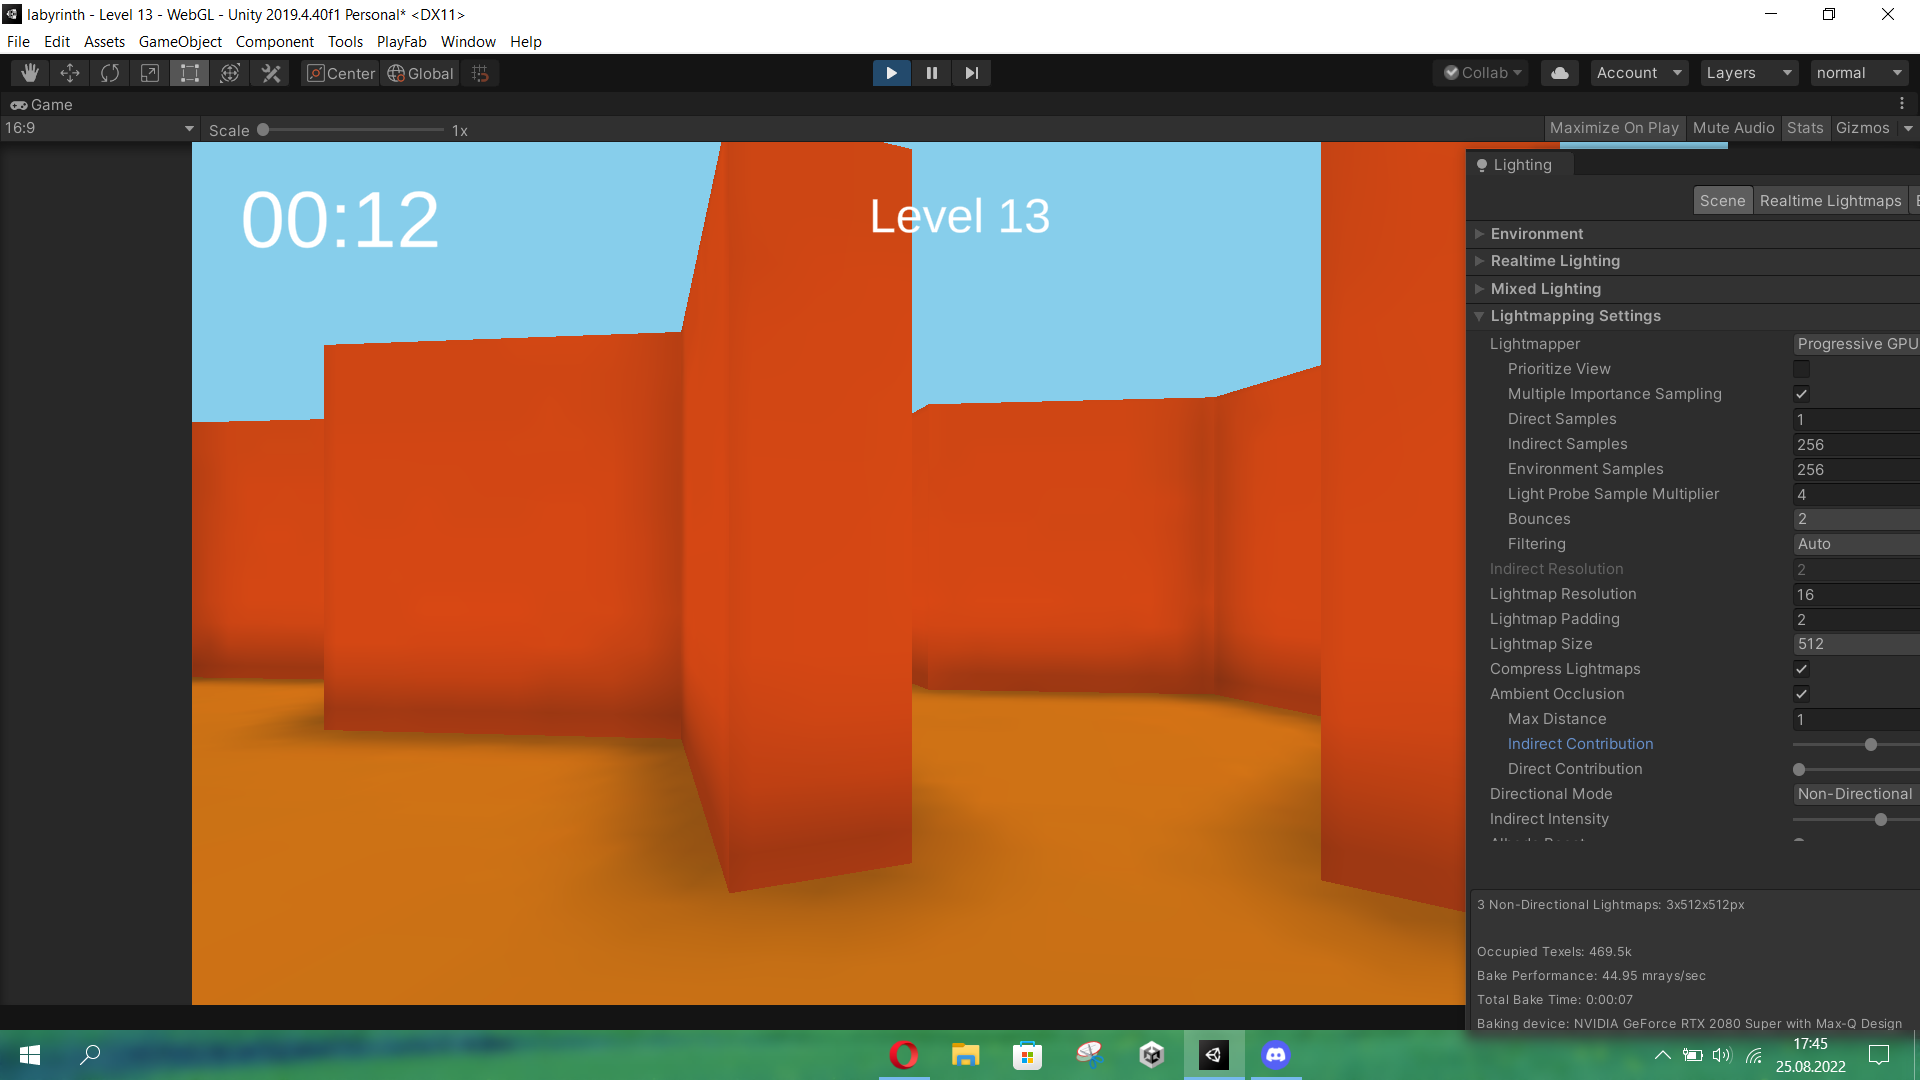 labyrinth - Level 13 - WebGL - Unity 2019.4.40f1 Personal* <DX11>
File Edit Assets GameObject Component Tools PlayFab Window Help
Center Global Collab Account Layers normal
Game
16:9 Scale 1x Maximize On Play Mute Audio Stats Gizmos
00:12
Level 13
Lighting
Scene Realtime Lightmaps
Environment
Realtime Lighting
Mixed Lighting
Lightmapping Settings
Lightmapper Progressive GPU
Prioritize View
Multiple Importance Sampling
Direct Samples 1
Indirect Samples 256
Environment Samples 256
Light Probe Sample Multiplier 4
Bounces 2
Filtering Auto
Indirect Resolution 2
Lightmap Resolution 16
Lightmap Padding 2
Lightmap Size 512
Compress Lightmaps
Ambient Occlusion
Max Distance 1
Indirect Contribution
Direct Contribution
Directional Mode Non-Directional
Indirect Intensity
3 Non-Directional Lightmaps: 3x512x512px
Occupied Texels: 469.5k
Bake Performance: 44.95 mrays/sec
Total Bake Time: 0:00:07
Baking device: NVIDIA GeForce RTX 2080 Super with Max-Q Design
17:45
25.08.2022